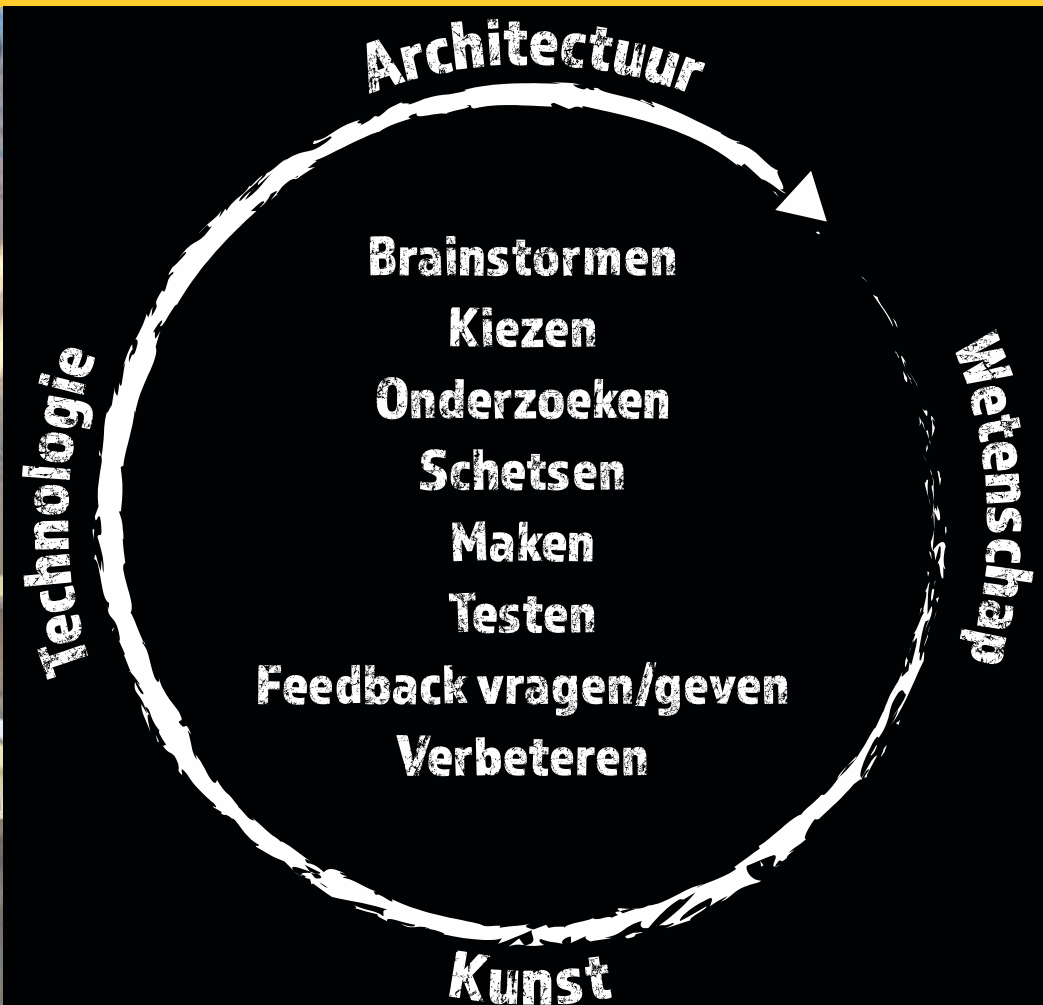 Architectuur
Brainstormen
Kiezen
Onderzoeken
Schetsen
Maken
Testen
Feedback vragen/geven
Verbeteren
Technologie
Wetenschap
Kunst